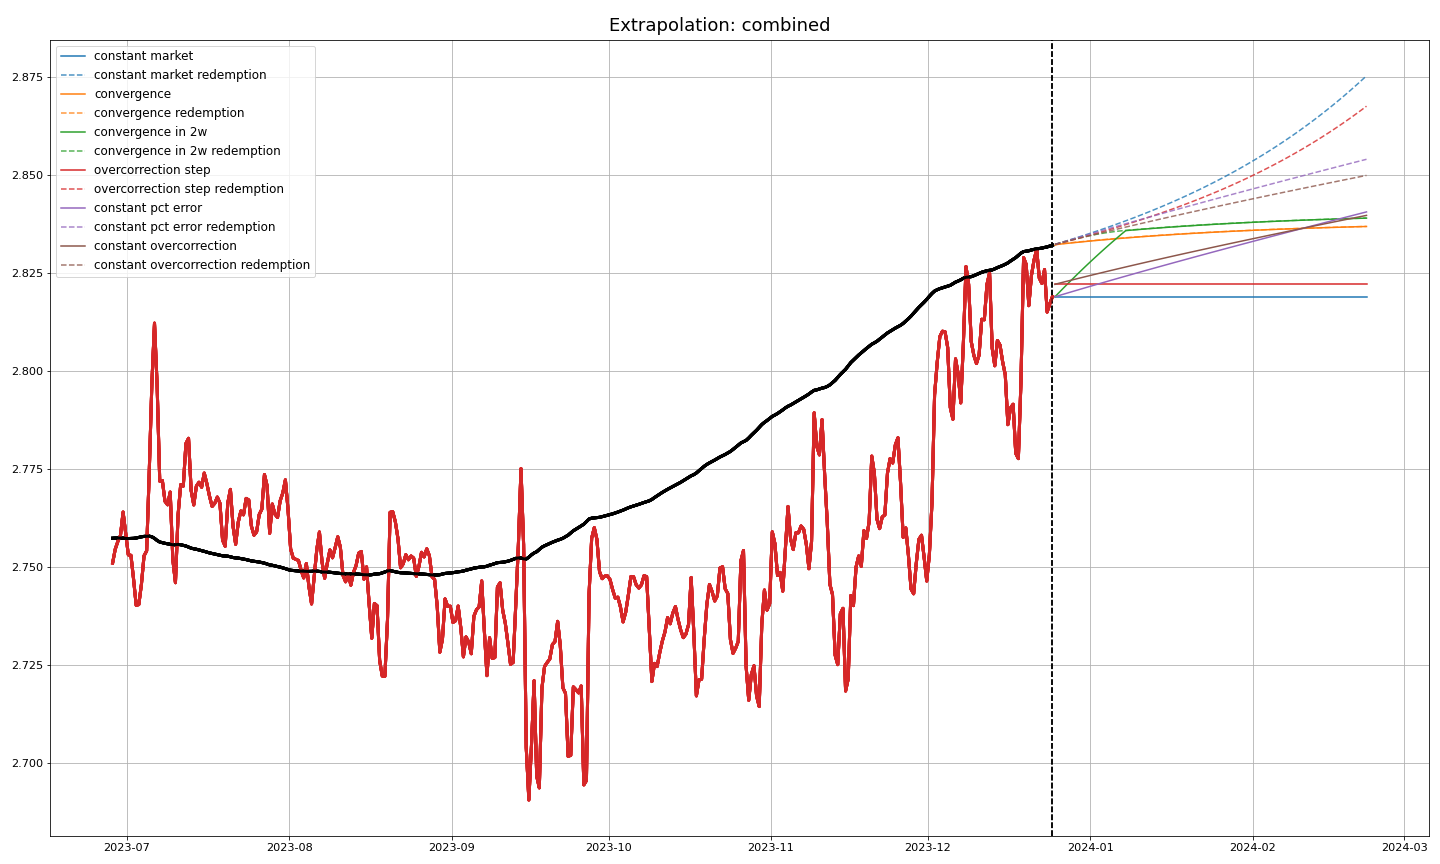 Extrapolation: combined
constant market
constant market redemption
convergence
convergence redemption
convergence in 2w
convergence in 2w redemption
overcorrection step
overcorrection step redemption
constant pct error
constant pct error redemption
constant overcorrection
constant overcorrection redemption
2.875
2.850
2.825
2.800
2.775
2.750
2.725
2.700
2023-07 2023-08 2023-09 2023-10 2023-11 2023-12 2024-01 2024-02 2024-03